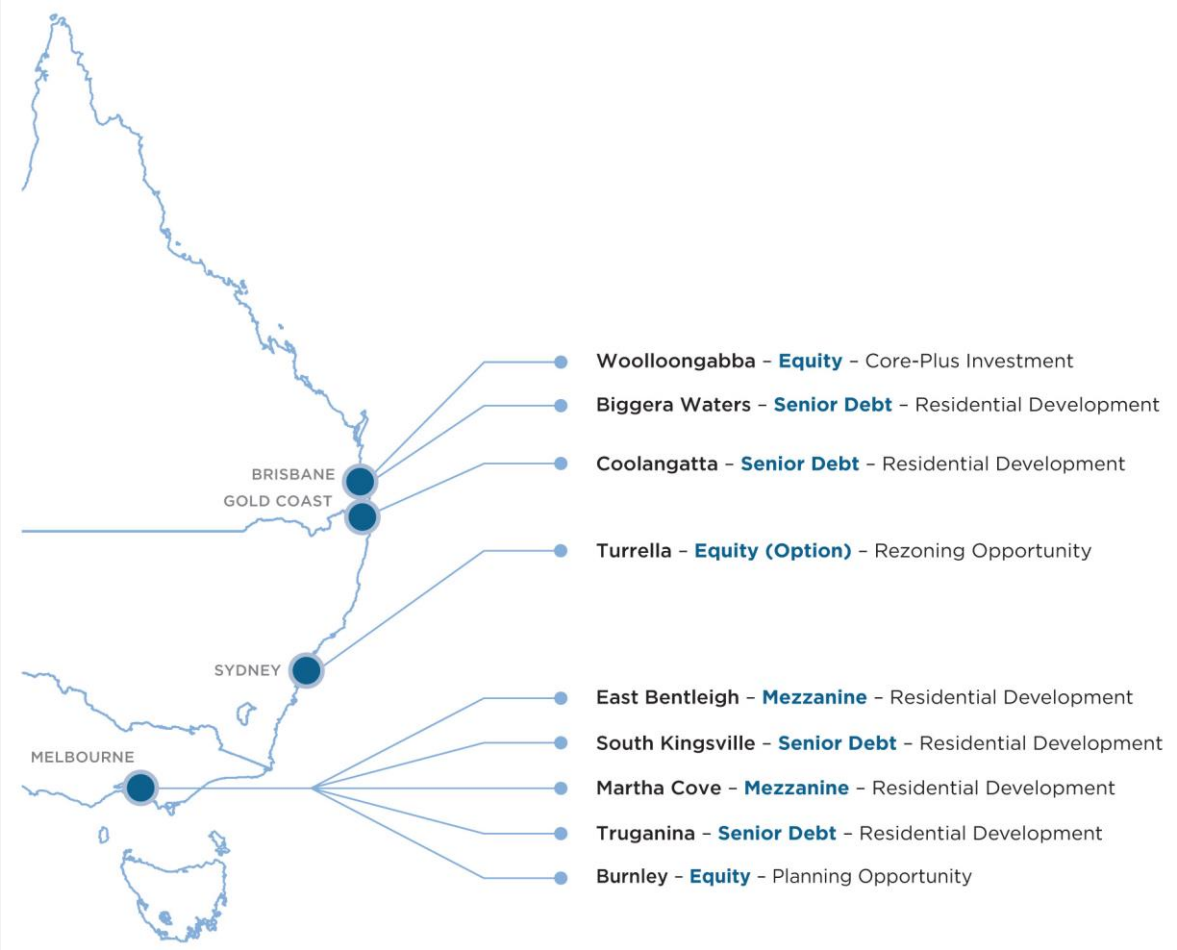 Woolloongabba – Equity – Core-Plus Investment
Biggera Waters – Senior Debt – Residential Development
Coolangatta – Senior Debt – Residential Development
BRISBANE
GOLD COAST
Turrella – Equity (Option) – Rezoning Opportunity
SYDNEY
East Bentleigh – Mezzanine – Residential Development
South Kingsville – Senior Debt – Residential Development
MELBOURNE
Martha Cove – Mezzanine – Residential Development
Truganina – Senior Debt – Residential Development
Burnley – Equity – Planning Opportunity